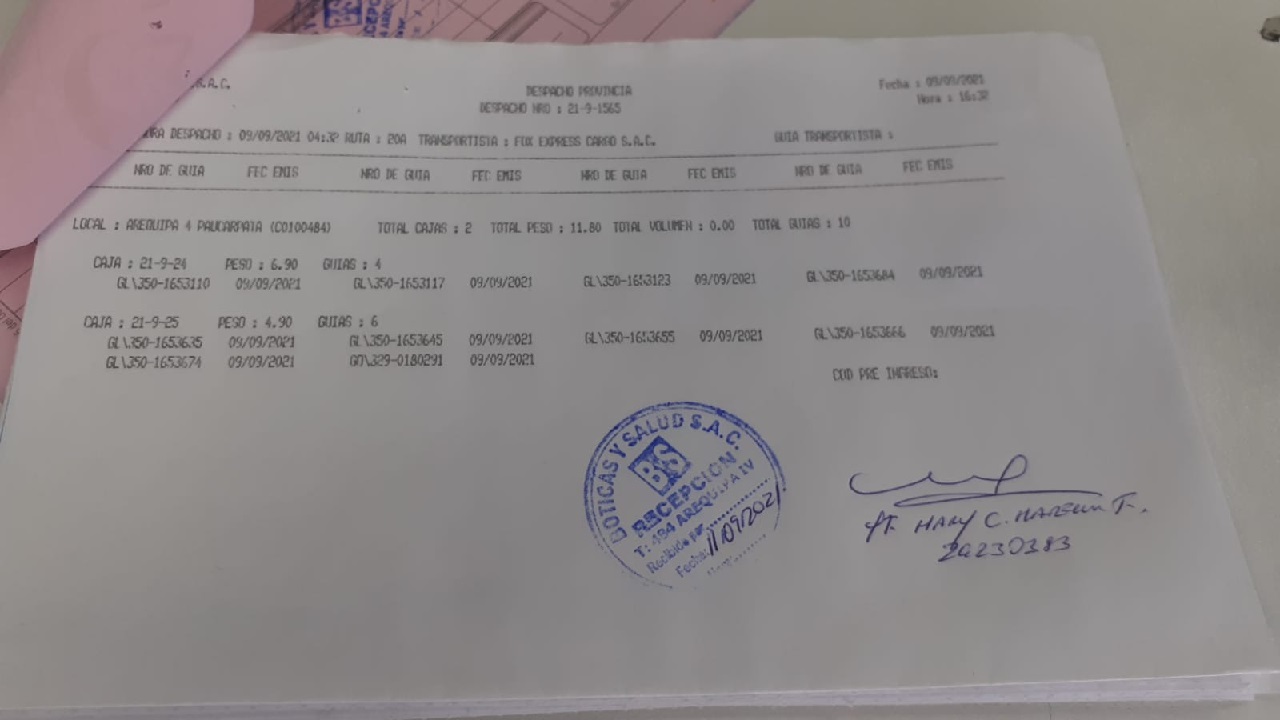 S.A.C.
DESPACHO PROVINCIA
Fecha : 09/09/2021
DESPACHO NRO : 21-9-1565
Hora : 16:32
HORA DESPACHO : 09/09/2021 04:32 RUTA : 20A TRANSPORTISTA : FOX EXPRESS CARGO S.A.C. GUIA TRANSPORTISTA :
NRO DE GUIA FEC EMIS NRO DE GUIA FEC EMIS NRO DE GUIA FEC EMIS NRO DE GUIA FEC EMIS
LOCAL : AREQUIPA 4 PAUCARPATA (C0100484) TOTAL CAJAS : 2 TOTAL PESO : 11.80 TOTAL VOLUMEN : 0.00 TOTAL GUIAS : 10
CAJA : 21-9-24 PESO : 6.90 GUIAS : 4
GL\350-1653110 09/09/2021 GL\350-1653117 09/09/2021 GL\350-1653123 09/09/2021 GL\350-1653684 09/09/2021
CAJA : 21-9-25 PESO : 4.90 GUIAS : 6
GL\350-1653635 09/09/2021 GL\350-1653645 09/09/2021 GL\350-1653655 09/09/2021 GL\350-1653666 09/09/2021
GL\350-1653674 09/09/2021 GO\329-0180291 09/09/2021
COD PRE INGRESO:
BOTICAS Y SALUD S.A.C.
BS
RECEPCION
T: 484 AREQUIPA IV
Recibido por:
Fecha: 11/09/2021
C.
29230383